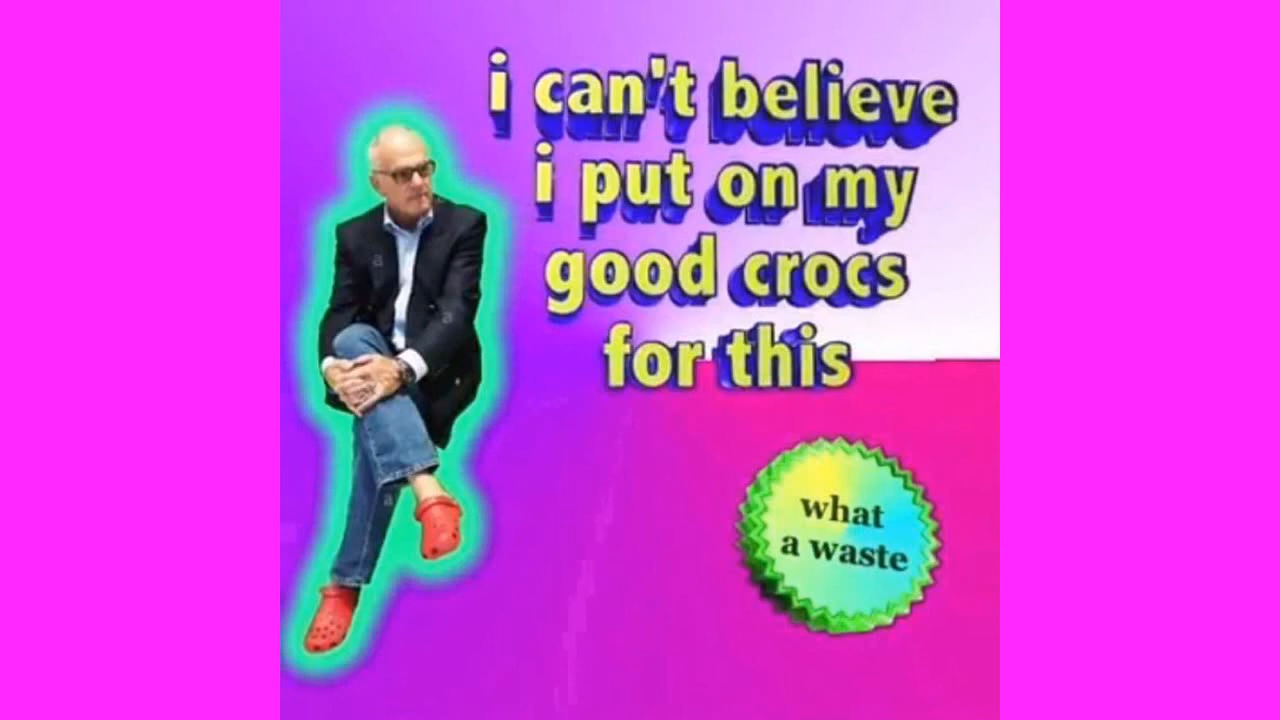 i can't believe
i put on my
good crocs
for this
what
a waste
a
a
a